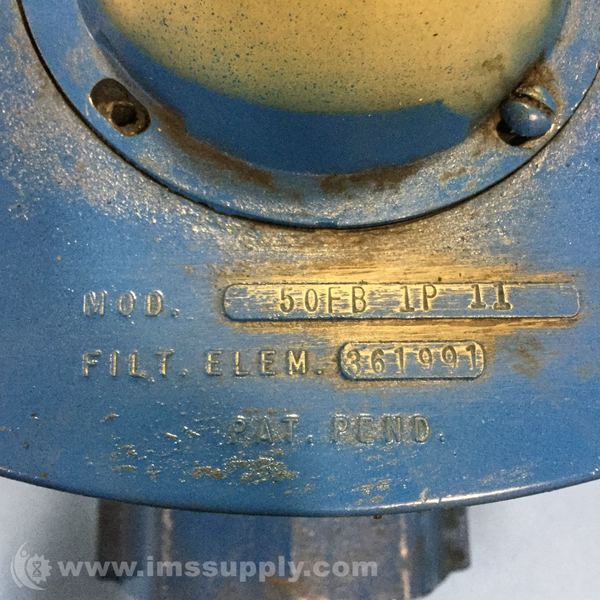 MOD. 50FB 1P 11
FILT. ELEM. 361991
PAT. PEND.
www.imssupply.com